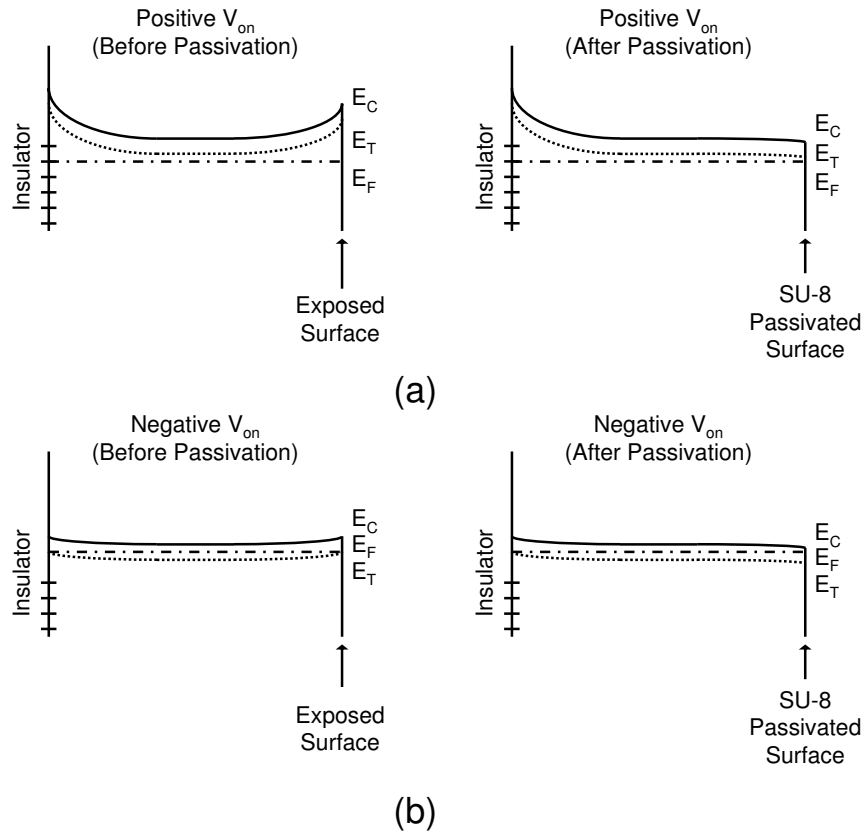 Positive V_on
(Before Passivation)
Positive V_on
(After Passivation)
E_C
E_T
E_F
Insulator
Exposed
Surface
E_C
E_T
E_F
Insulator
SU-8
Passivated
Surface
(a)
Negative V_on
(Before Passivation)
Negative V_on
(After Passivation)
E_C
E_F
E_T
Insulator
Exposed
Surface
E_C
E_F
E_T
Insulator
SU-8
Passivated
Surface
(b)